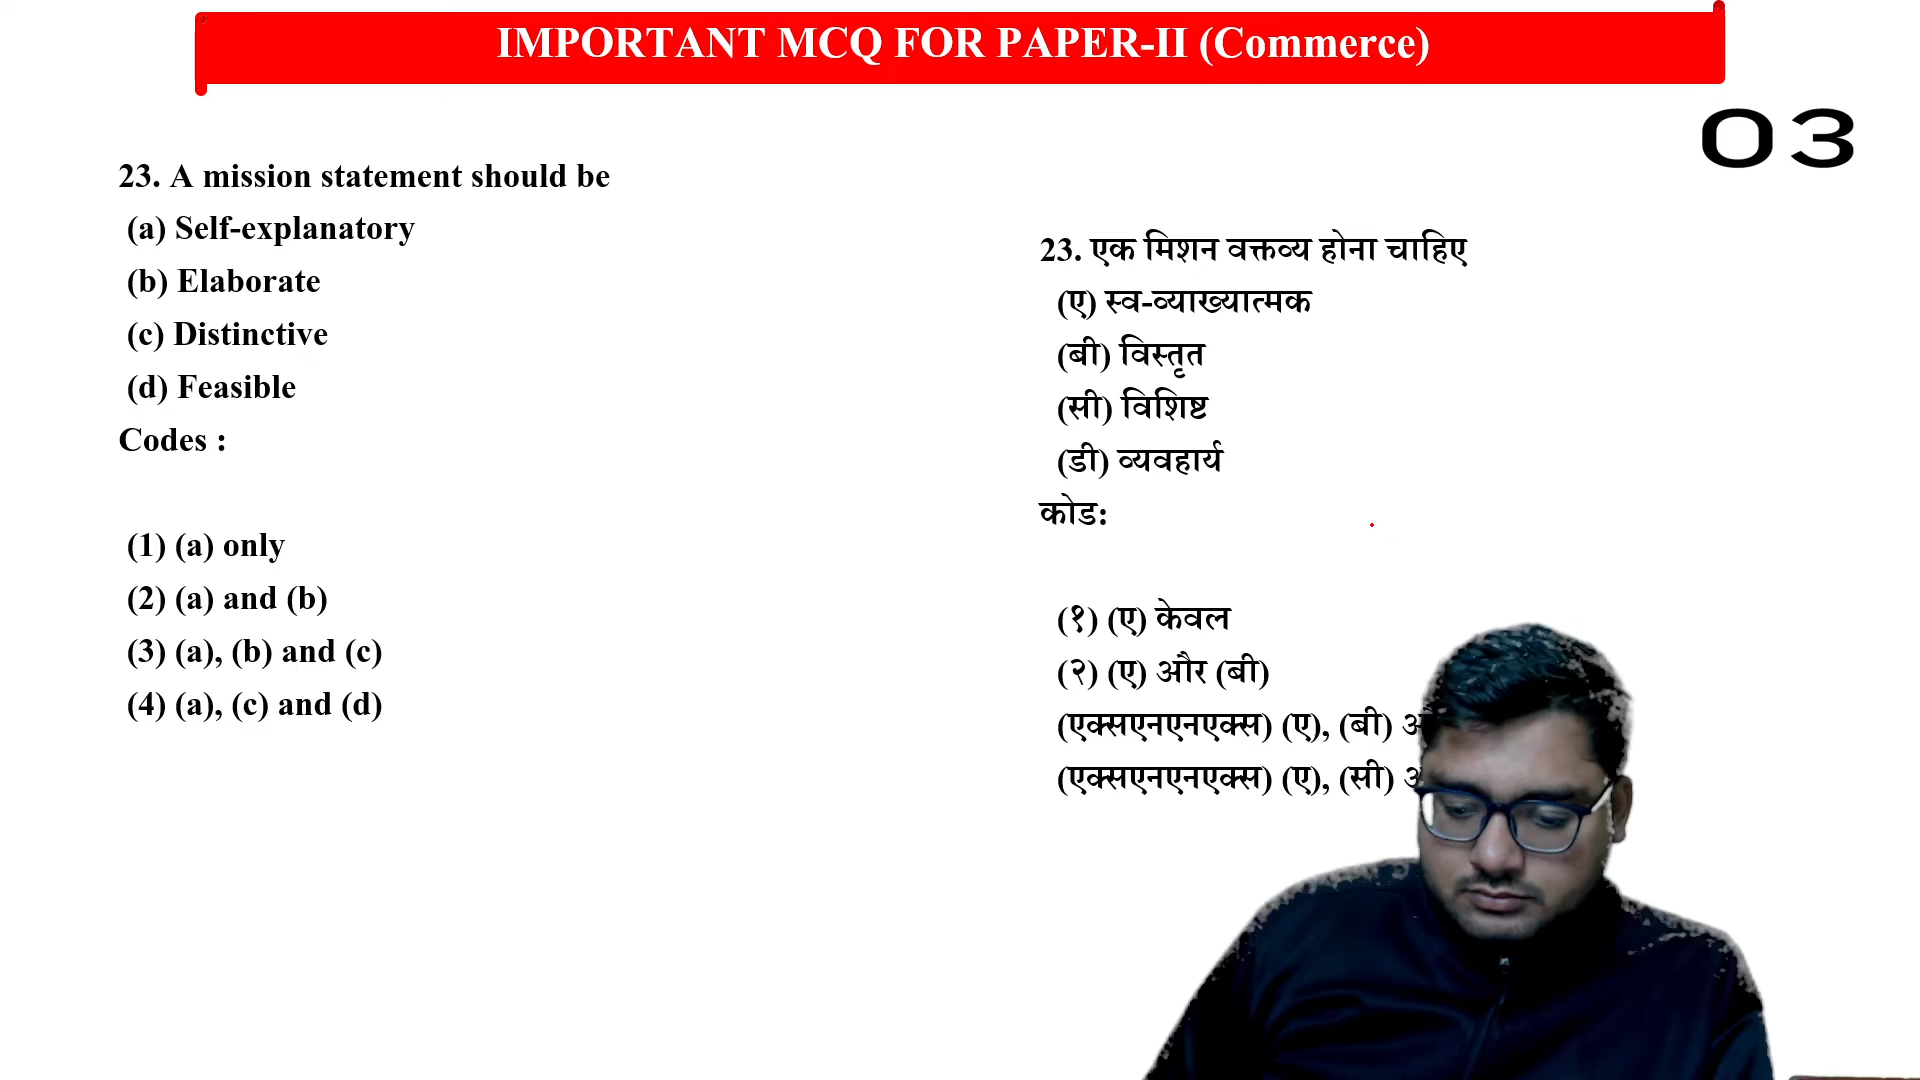 IMPORTANT MCQ FOR PAPER-II (Commerce)
03
23. A mission statement should be
(a) Self-explanatory
(b) Elaborate
(c) Distinctive
(d) Feasible
Codes :
(1) (a) only
(2) (a) and (b)
(3) (a), (b) and (c)
(4) (a), (c) and (d)
23. एक मिशन वक्तव्य होना चाहिए
(ए) स्व-व्याख्यात्मक
(बी) विस्तृत
(सी) विशिष्ट
(डी) व्यवहार्य
कोड:
(१) (ए) केवल
(२) (ए) और (बी)
(एक्सएनएनएक्स) (ए), (बी)
(एक्सएनएनएक्स) (ए), (सी)